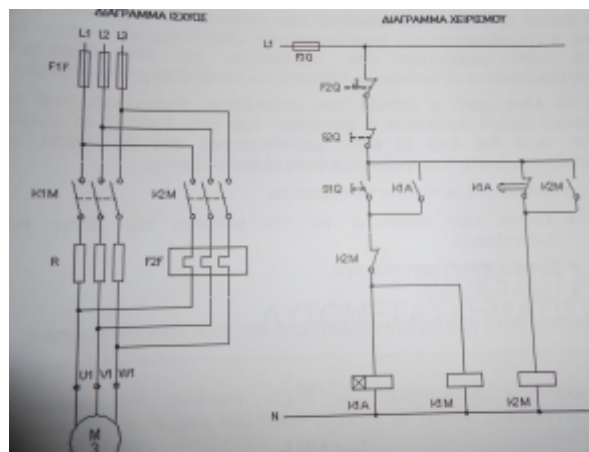 ΔΙΑΓΡΑΜΜΑ ΙΣΧΥΟΣ
L1 L2 L3
F1F
K1M
K2M
R
F2F
U1 V1 W1
M
3
ΔΙΑΓΡΑΜΜΑ ΧΕΙΡΙΣΜΟΥ
L1
F2Q
S2Q
S1Q
K1A
K1A
K2M
K2M
N
K1A
K1M
K2M